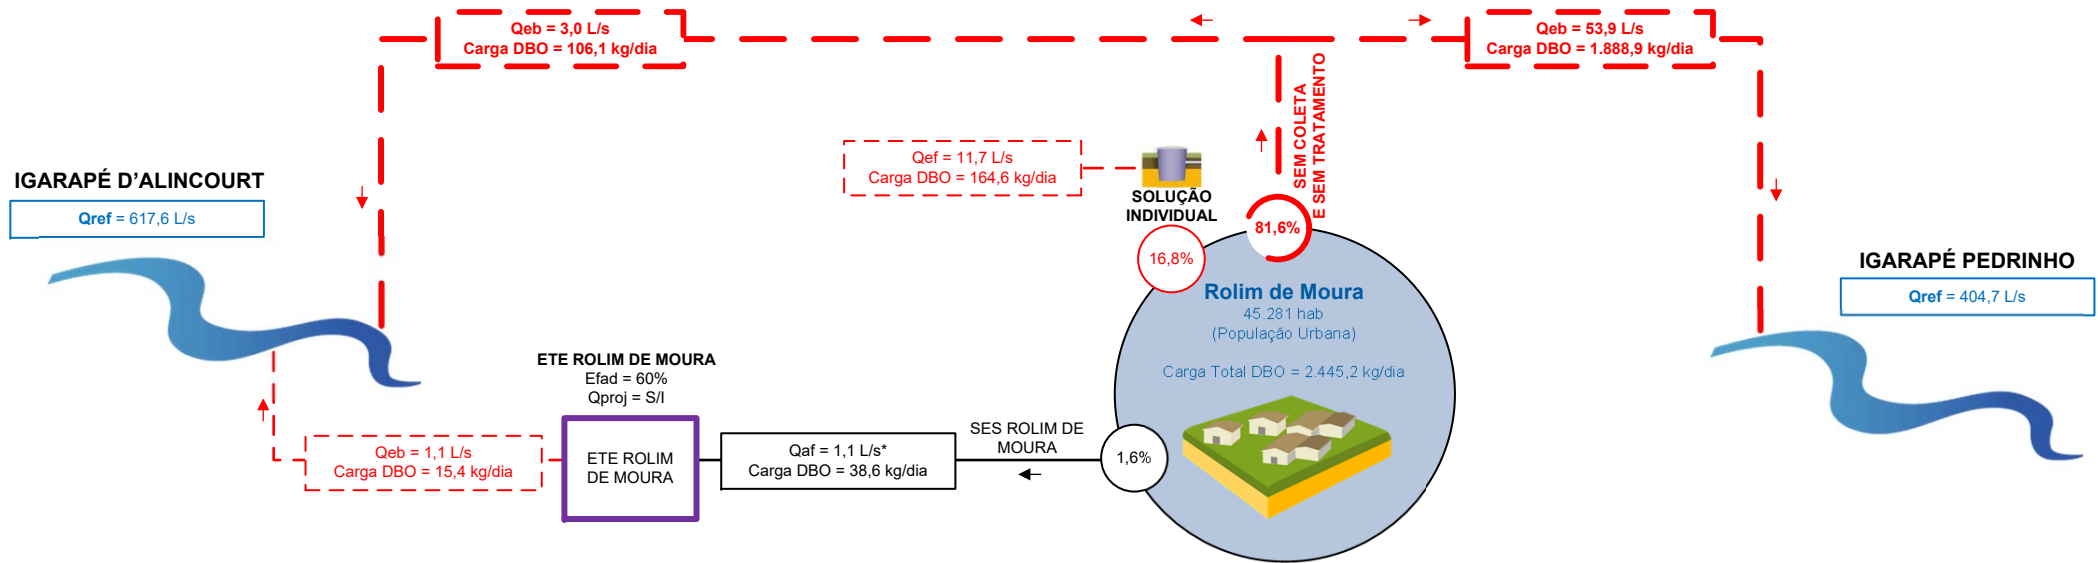 Qeb = 3,0 L/s
Carga DBO = 106,1 kg/dia
Qeb = 53,9 L/s
Carga DBO = 1.888,9 kg/dia
SEM COLETA
E SEM TRATAMENTO
Qef = 11,7 L/s
Carga DBO = 164,6 kg/dia
SOLUÇÃO
INDIVIDUAL
IGARAPÉ D’ALINCOURT
Qref = 617,6 L/s
81,6%
16,8%
IGARAPÉ PEDRINHO
Qref = 404,7 L/s
Rolim de Moura
45.281 hab
(População Urbana)
Carga Total DBO = 2.445,2 kg/dia
ETE ROLIM DE MOURA
Efad = 60%
Qproj = S/I
Qeb = 1,1 L/s
Carga DBO = 15,4 kg/dia
ETE ROLIM
DE MOURA
Qaf = 1,1 L/s*
Carga DBO = 38,6 kg/dia
SES ROLIM DE
MOURA
1,6%